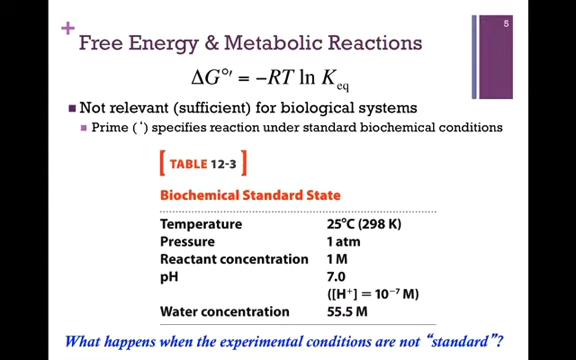 5
+
Free Energy & Metabolic Reactions
ΔG°′ = −RT ln Keq
■ Not relevant (sufficient) for biological systems
■ Prime (‘) specifies reaction under standard biochemical conditions
[ TABLE 12-3 ]
Biochemical Standard State
Temperature 25°C (298 K)
Pressure 1 atm
Reactant concentration 1 M
pH 7.0
([H⁺] = 10⁻⁷ M)
Water concentration 55.5 M
What happens when the experimental conditions are not “standard”?